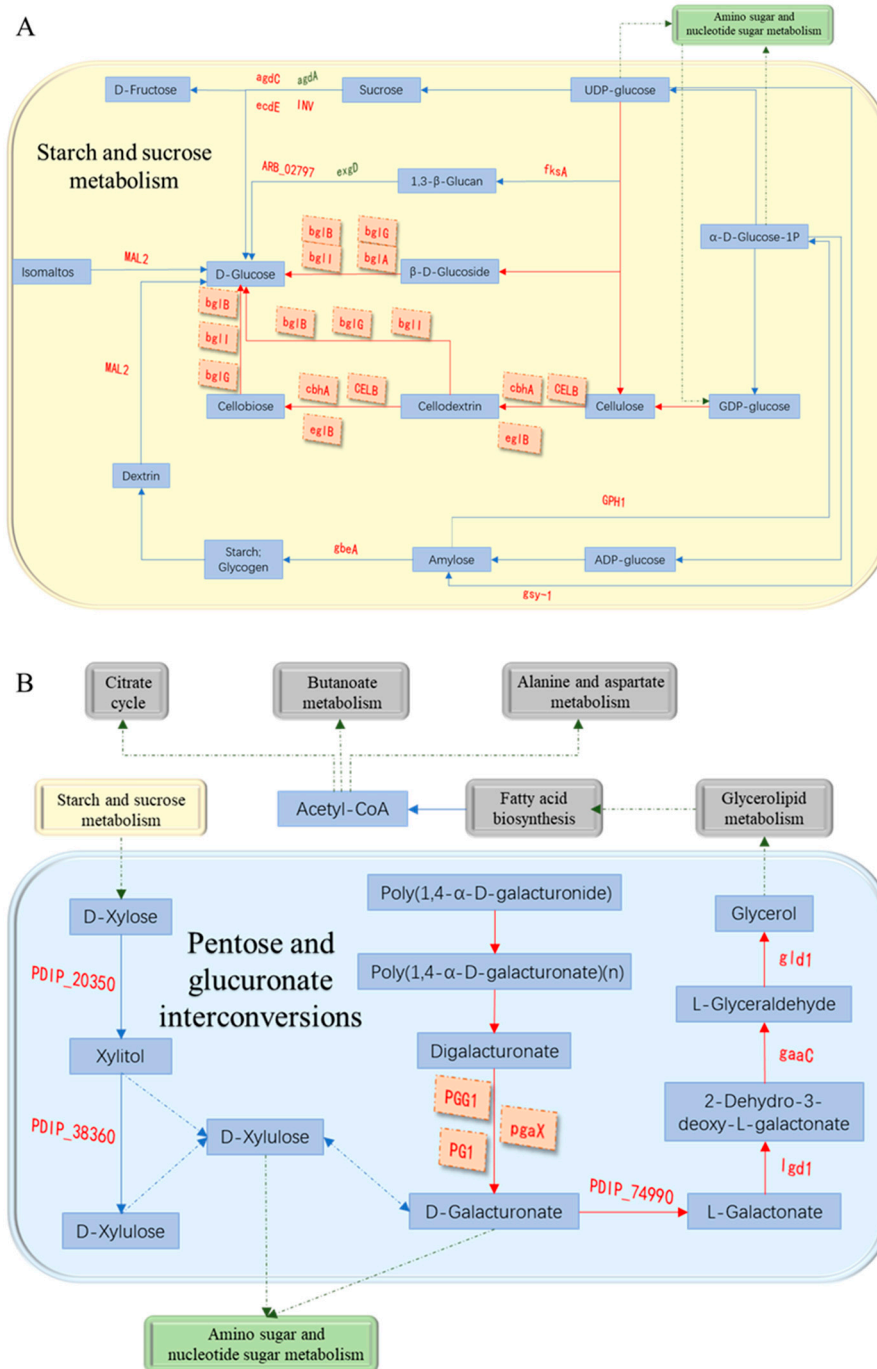 A
Amino sugar and
nucleotide sugar metabolism
D-Fructose
agdC
agdA
ecdE
INV
Sucrose
UDP-glucose
Starch and sucrose
metabolism
ARB_02797
exgD
1,3-β-Glucan
fksA
α-D-Glucose-1P
Isomaltos
MAL2
D-Glucose
bglB
bglG
bglI
bglA
β-D-Glucoside
bglB
bglI
bglG
bglB
bglG
bglI
MAL2
Cellobiose
cbhA
CELB
eglB
Cellodextrin
cbhA
CELB
eglB
Cellulose
GDP-glucose
Dextrin
GPH1
Starch;
Glycogen
gbeA
Amylose
ADP-glucose
gsy-1
B
Citrate
cycle
Butanoate
metabolism
Alanine and aspartate
metabolism
Starch and sucrose
metabolism
Acetyl-CoA
Fatty acid
biosynthesis
Glycerolipid
metabolism
D-Xylose
Pentose and
glucuronate
interconversions
Poly(1,4-α-D-galacturonide)
Glycerol
PDIP_20350
Poly(1,4-α-D-galacturonate)(n)
gld1
L-Glyceraldehyde
Xylitol
Digalacturonate
gaaC
PGG1
pgaX
PG1
2-Dehydro-3-
deoxy-L-galactonate
PDIP_38360
D-Xylulose
lgd1
D-Xylulose
D-Galacturonate
PDIP_74990
L-Galactonate
Amino sugar and
nucleotide sugar metabolism